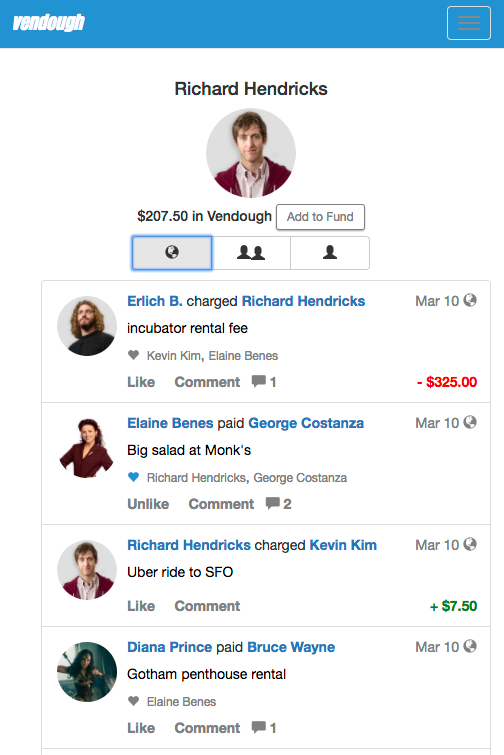 vendough
Richard Hendricks
$207.50 in Vendough Add to Fund
Erlich B. charged Richard Hendricks Mar 10
incubator rental fee
Kevin Kim, Elaine Benes
Like Comment 1 - $325.00
Elaine Benes paid George Costanza Mar 10
Big salad at Monk's
Richard Hendricks, George Costanza
Unlike Comment 2
Richard Hendricks charged Kevin Kim Mar 10
Uber ride to SFO
Like Comment + $7.50
Diana Prince paid Bruce Wayne Mar 10
Gotham penthouse rental
Elaine Benes
Like Comment 1